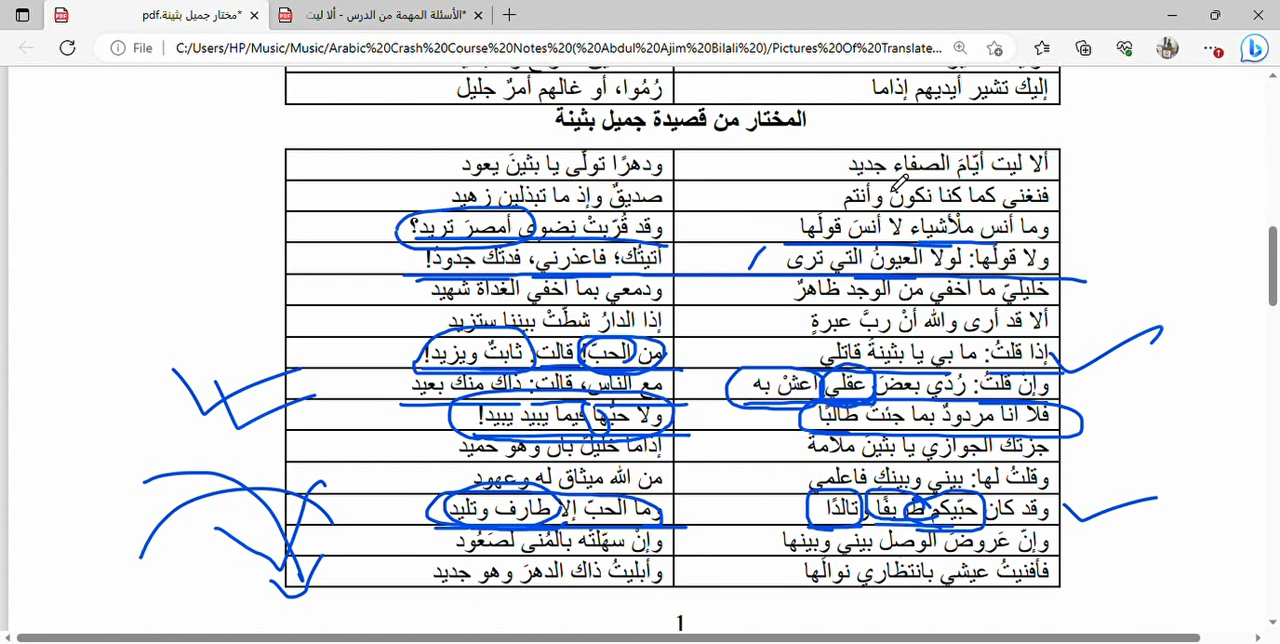 مختار جميل بثينة.pdf*
الأسئلة المهمة من الدرس - ألا ليت*
File C:/Users/HP/Music/Music/Arabic%20Crash%20Course%20Notes%20(%20Abdul%20Ajim%20Bilali%20)/Pictures%20Of%20Translate...
إليك تشير أيديهم إذاما رُمُوا، أو غالهم أمرٌ جليل
المختار من قصيدة جميل بثينة
ألا ليت أيّامَ الصفاءِ جديد ودهرًا تولّى يا بثينَ يعود
فنغنى كما كنا نكونُ وأنتم صديقٌ وإذ ما تبذلين زهيد
وما أنس ملْأشياء لا أنسَ قولَها وقد قُرّبتْ نِضوي أمصرَ تريد؟
ولا قولَها: لولا العيونُ التي ترى أتيتُك؛ فاعذرني، فدتك جدودُ!
خليليّ ما أخفي من الوجد ظاهرٌ ودمعي بما أخفي الغداة شهيد
ألا قد أرى والله أنْ ربَّ عبرةٍ إذا الدارُ شطّتْ بيننا ستزيد
إذا قلتُ: ما بي يا بثينةُ قاتلي من الحبّ! قالت: ثابتٌ ويزيد!
وإنْ قلتُ: رُدّي بعضَ عقلي أعشْ به مع الناس، قالت: ذاك منك بعيد
فلا أنا مردودٌ بما جئتُ طالبًا ولا حبُّها فيما يبيد يبيد!
جزتكِ الجوازي يا بثينَ ملامةً إذاما خليلٌ بان وهو حميد
وقلتُ لها: بيني وبينكِ فاعلمي من الله ميثاق له وعهود
وقد كان حبّيكم طريفًا وتالدًا وما الحبّ إلا طارف وتليد
وإنّ عَروضَ الوصل بيني وبينها وإنْ سهّلته بالمُنى لصَعُود
فأفنيتُ عيشي بانتظاري نوالَها وأبليتُ ذاك الدهرَ وهو جديد
1